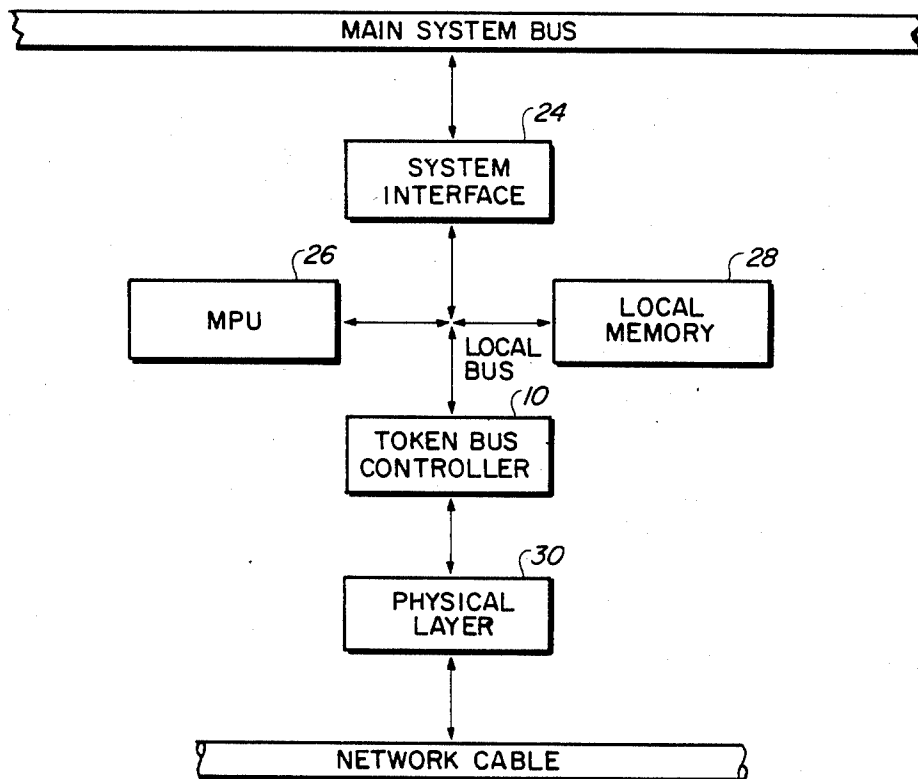 MAIN SYSTEM BUS
24
SYSTEM
INTERFACE
26
MPU
28
LOCAL
MEMORY
LOCAL
BUS
10
TOKEN BUS
CONTROLLER
30
PHYSICAL
LAYER
NETWORK CABLE